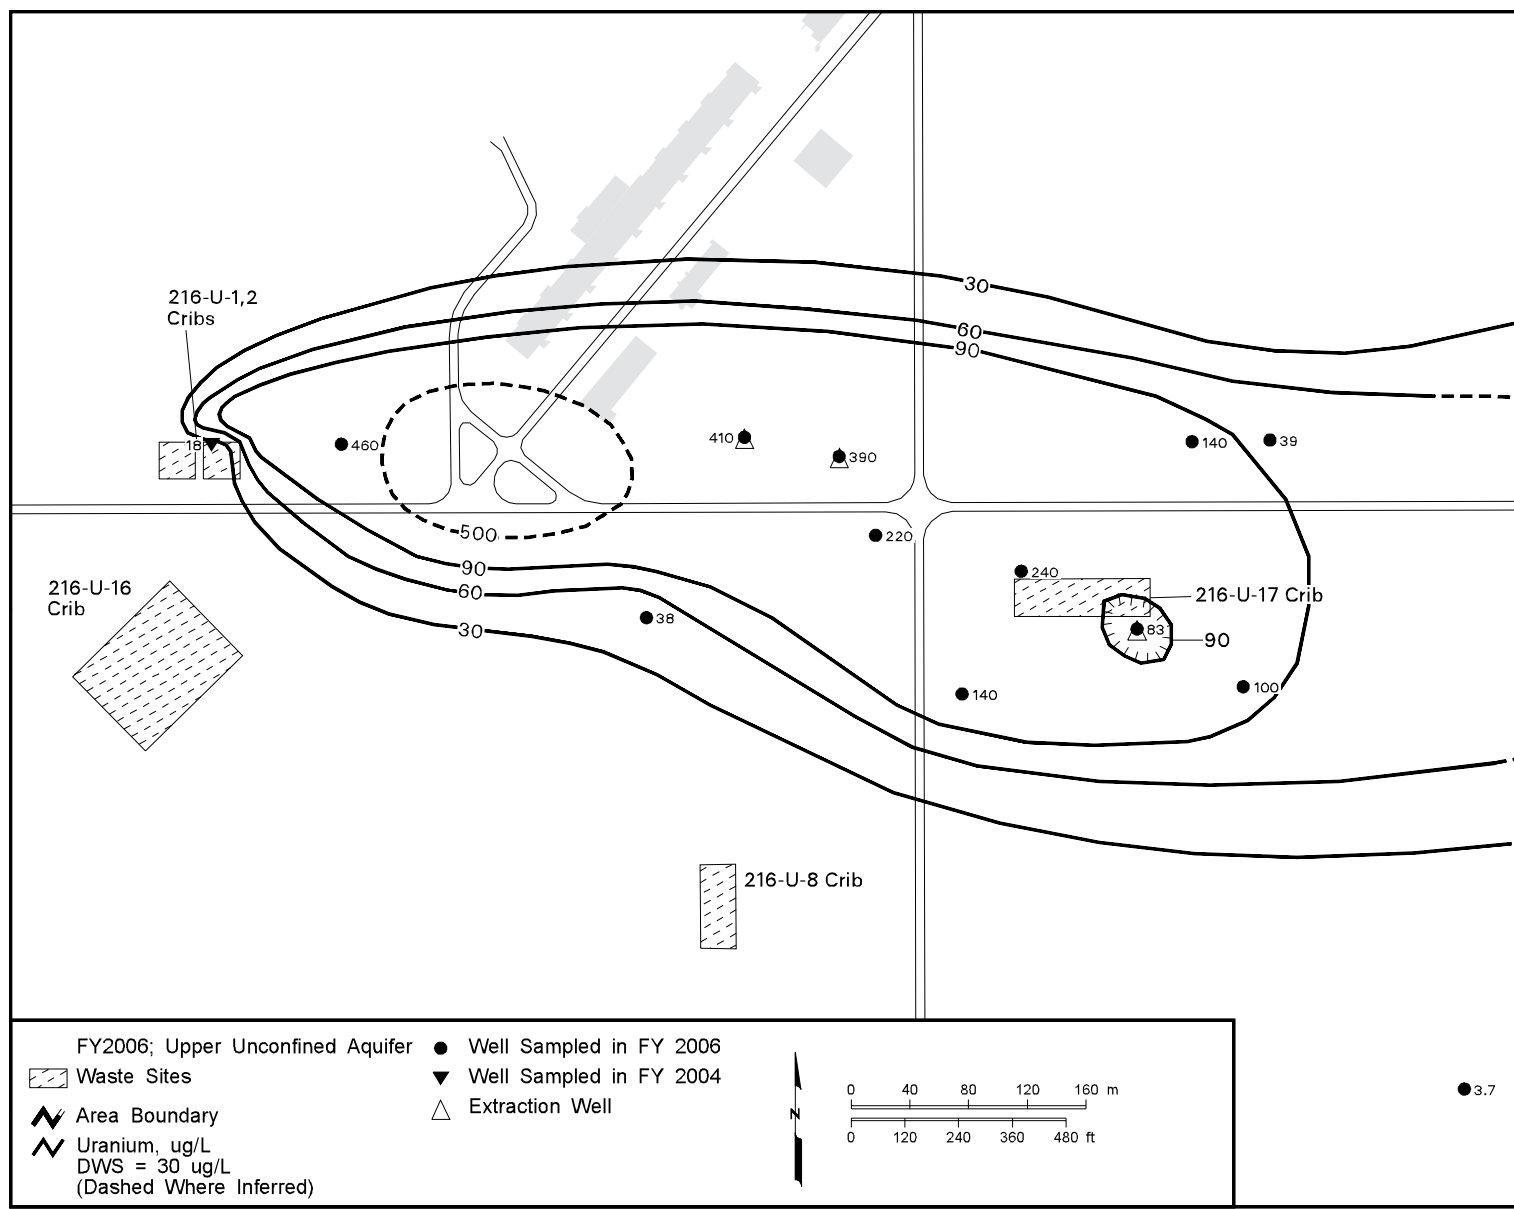 30
216-U-1,2
Cribs
60
90
18
460
410
390
140
39
500
220
90
240
216-U-16
Crib
60
216-U-17 Crib
38
30
83
90
140
100
216-U-8 Crib
FY2006; Upper Unconfined Aquifer
Waste Sites
Area Boundary
Uranium, ug/L
DWS = 30 ug/L
(Dashed Where Inferred)
Well Sampled in FY 2006
Well Sampled in FY 2004
Extraction Well
N
0 40 80 120 160 m
0 120 240 360 480 ft
3.7